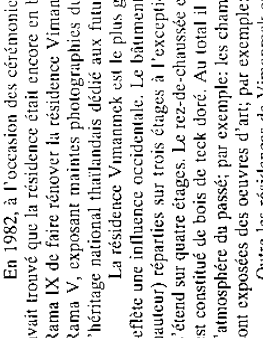 En 1982, à l'occasion des cérémonie
avait trouvé que la résidence était encore en b
Rama IX de faire rénover la résidence Viman
Rama V, exposant maintes photographies du
l'héritage national thaïlandais dédié aux futu
La résidence Vimanmek est le plus g
eflète une influence occidentale. Le bâtiment
hauteur) réparties sur trois étages à l'exceptio
s'étend sur quatre étages. Le rez-de-chaussée e
est constitué de bois de teck doré. Au total il
l'atmosphère du passé; par exemple: les cham
ont exposées des oeuvres d'art; par exemple:
Outre les résidences de Vimanmek et